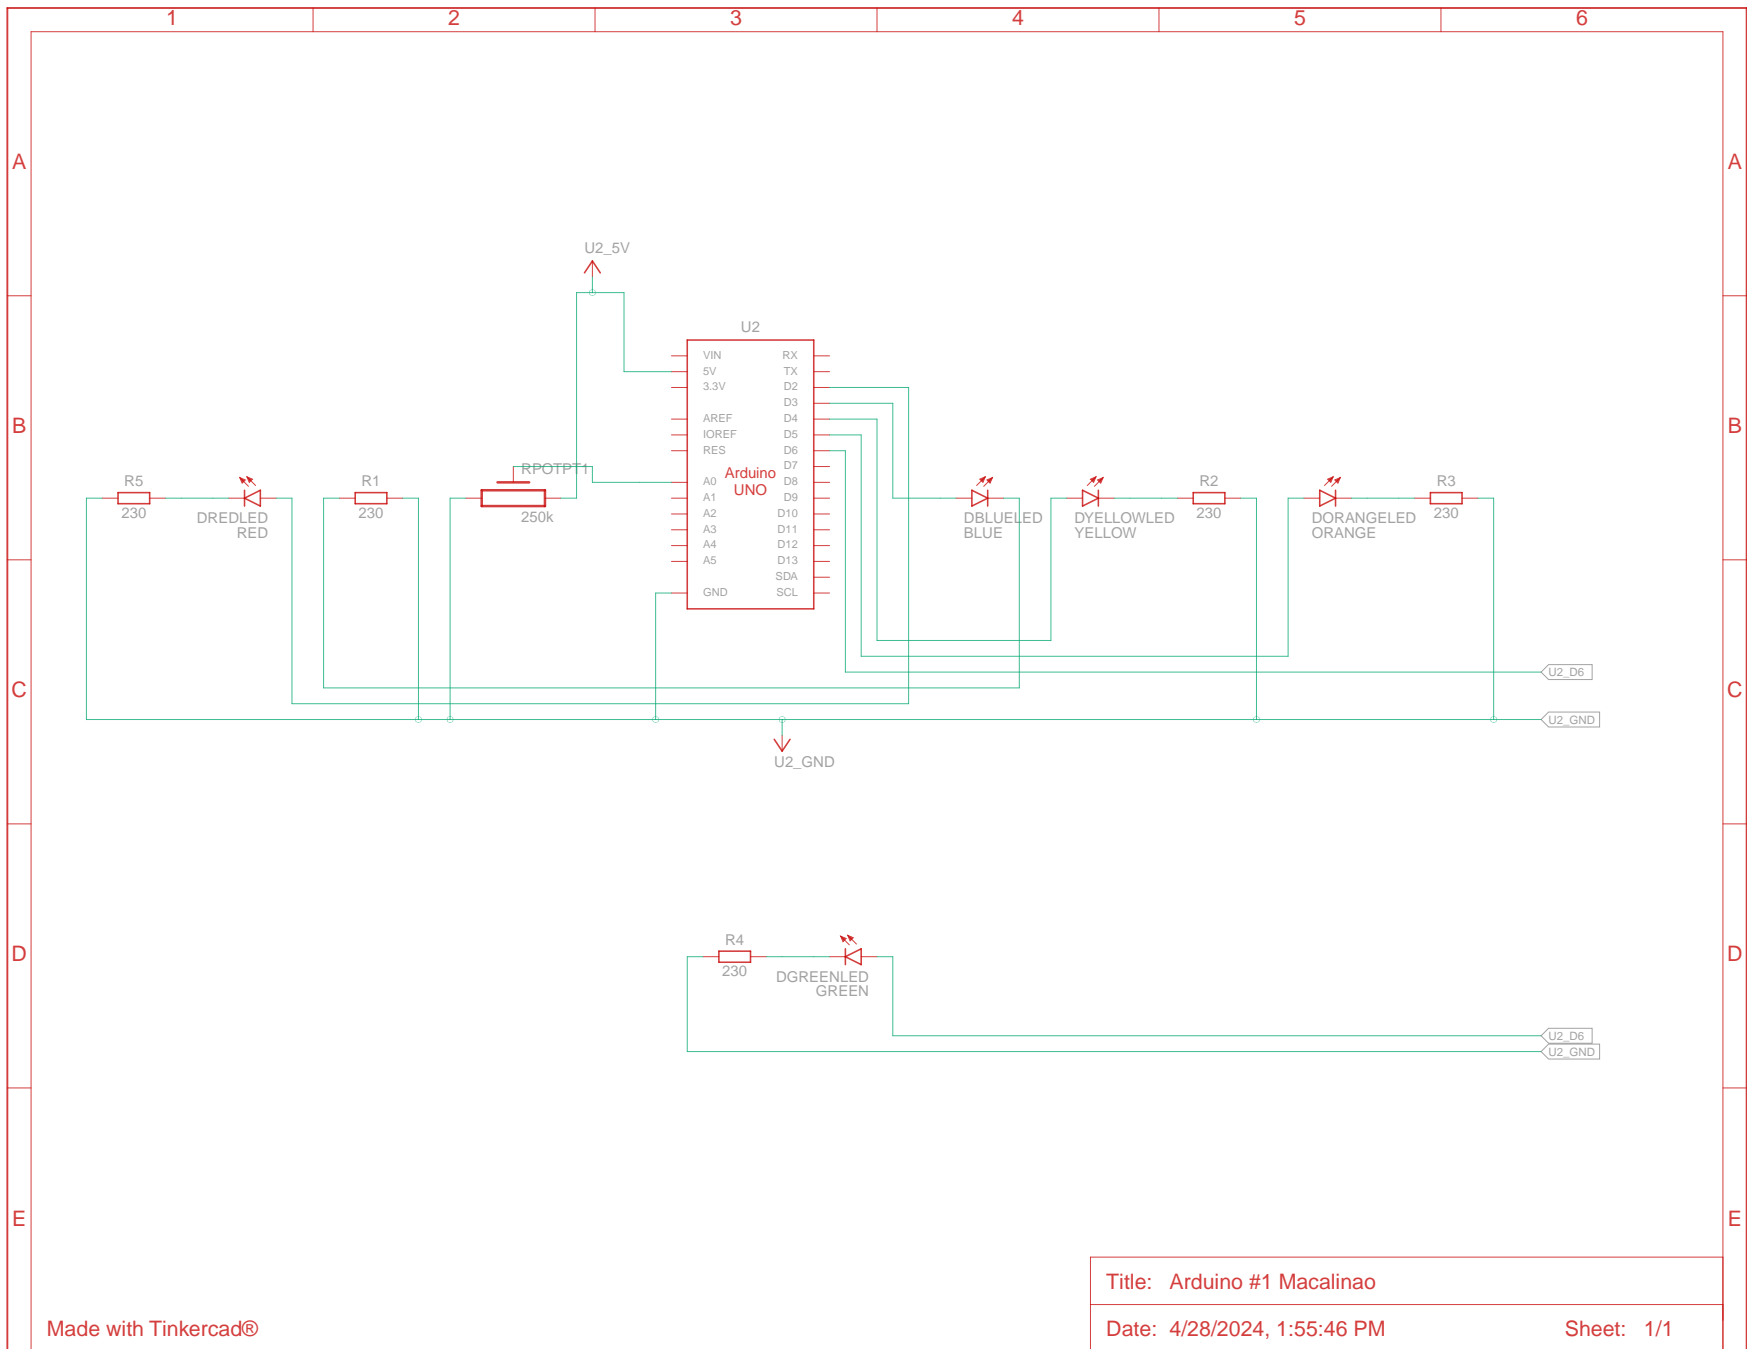 1 2 3 4 5 6
A A
U2_5V
U2
VIN RX
5V TX
3.3V D2
D3
AREF D4
IOREF D5
RES D6
D7
A0 D8
A1 D9
A2 D10
A3 D11
A4 D12
A5 D13
SDA
GND SCL
Arduino
UNO
B B
R5
230
DREDLED
RED
R1
230
RPOTPT1
250k
DBLUELED
BLUE
DYELLOWLED
YELLOW
R2
230
DORANGELED
ORANGE
R3
230
C C
U2_D6
U2_GND
U2_GND
D D
R4
230
DGREENLED
GREEN
U2_D6
U2_GND
E E
Title: Arduino #1 Macalinao
Made with Tinkercad®
Date: 4/28/2024, 1:55:46 PM Sheet: 1/1